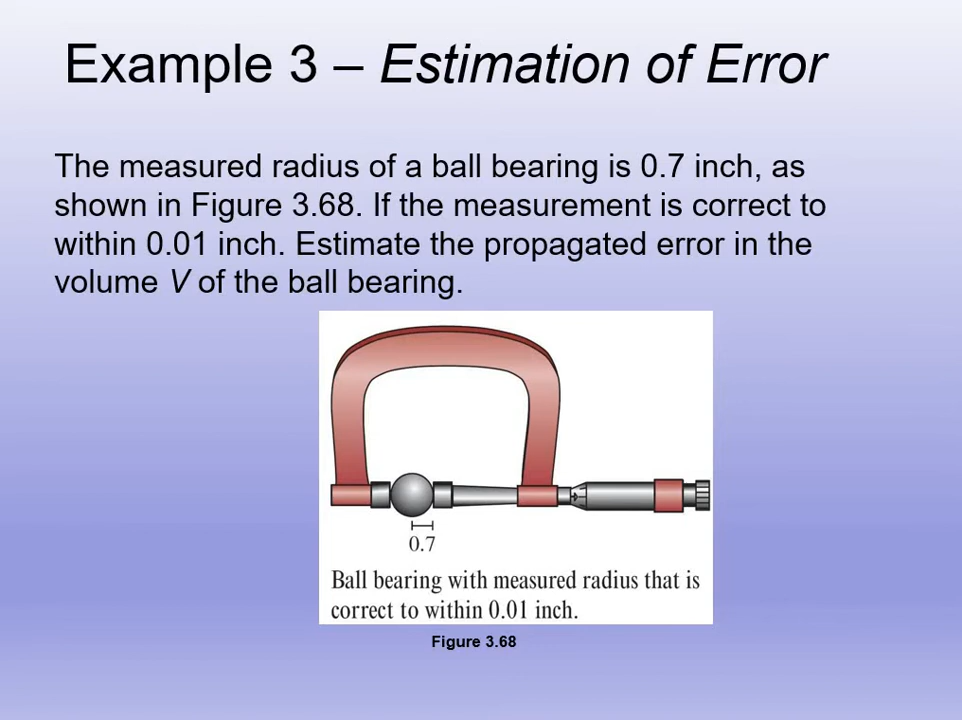 Example 3 – Estimation of Error
The measured radius of a ball bearing is 0.7 inch, as
shown in Figure 3.68. If the measurement is correct to
within 0.01 inch. Estimate the propagated error in the
volume V of the ball bearing.
0.7
Ball bearing with measured radius that is
correct to within 0.01 inch.
Figure 3.68